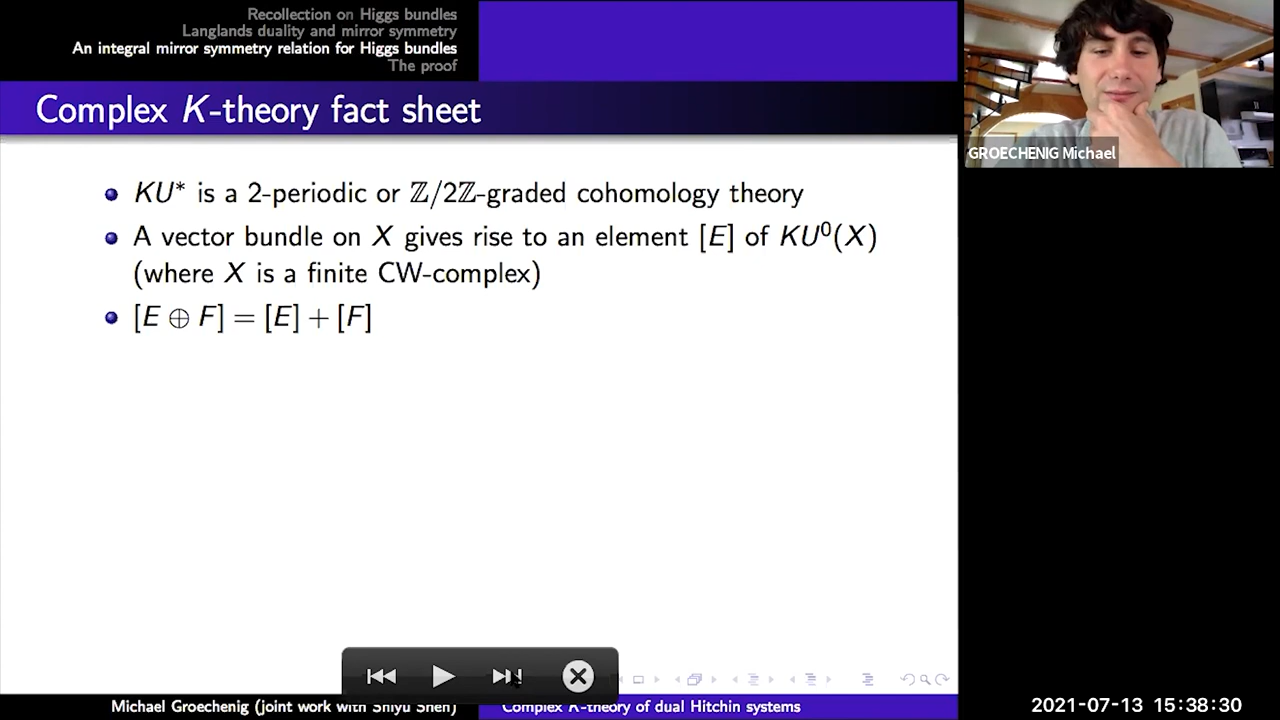 Recollection on Higgs bundles
Langlands duality and mirror symmetry
An integral mirror symmetry relation for Higgs bundles
The proof
Complex K-theory fact sheet
KU* is a 2-periodic or ℤ/2ℤ-graded cohomology theory
A vector bundle on X gives rise to an element [E] of KU⁰(X)
(where X is a finite CW-complex)
[E ⊕ F] = [E] + [F]
GROECHENIG Michael
Michael Groechenig (joint work with Shiyu Shen)
Complex K-theory of dual Hitchin systems
2021-07-13 15:38:30